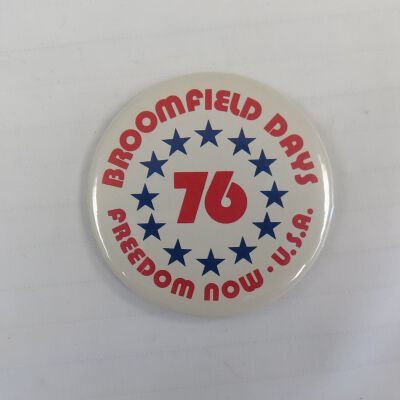 BROOMFIELD DAYS
76
FREEDOM NOW · U.S.A.